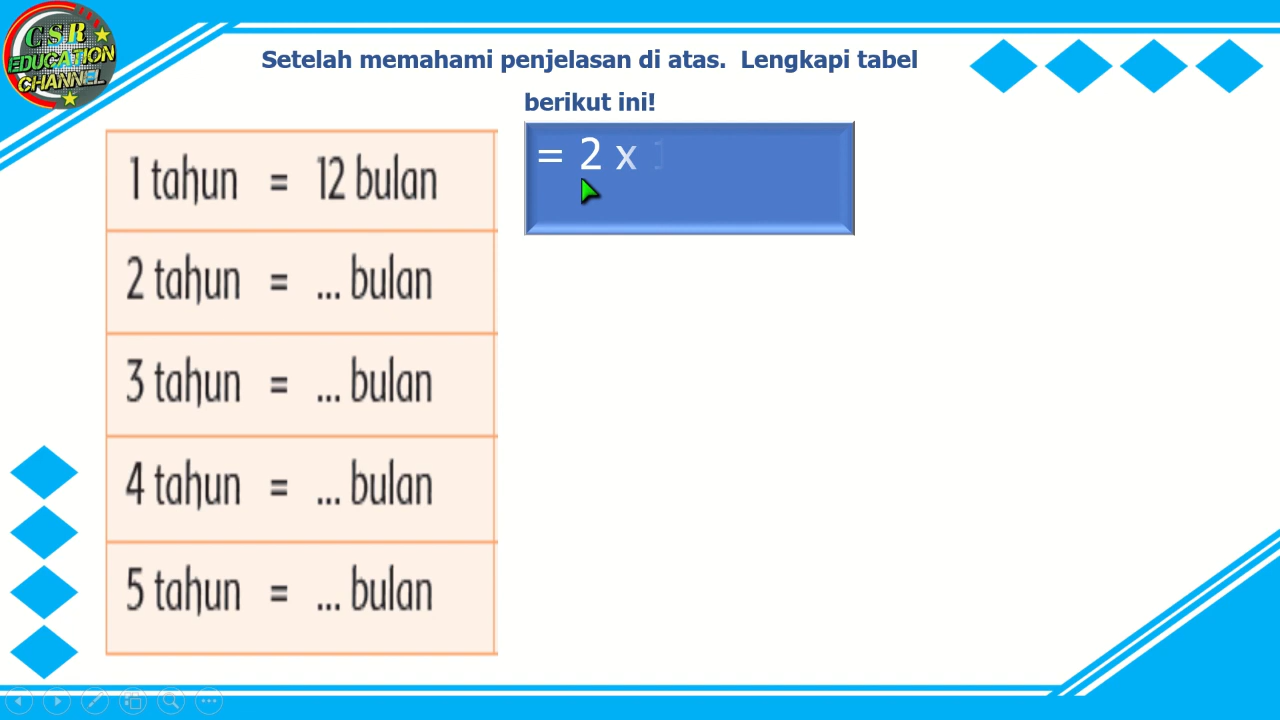 CSR
EDUCATION
CHANNEL
Setelah memahami penjelasan di atas.  Lengkapi tabel
berikut ini!
= 2 x
1 tahun = 12 bulan
2 tahun = ... bulan
3 tahun = ... bulan
4 tahun = ... bulan
5 tahun = ... bulan